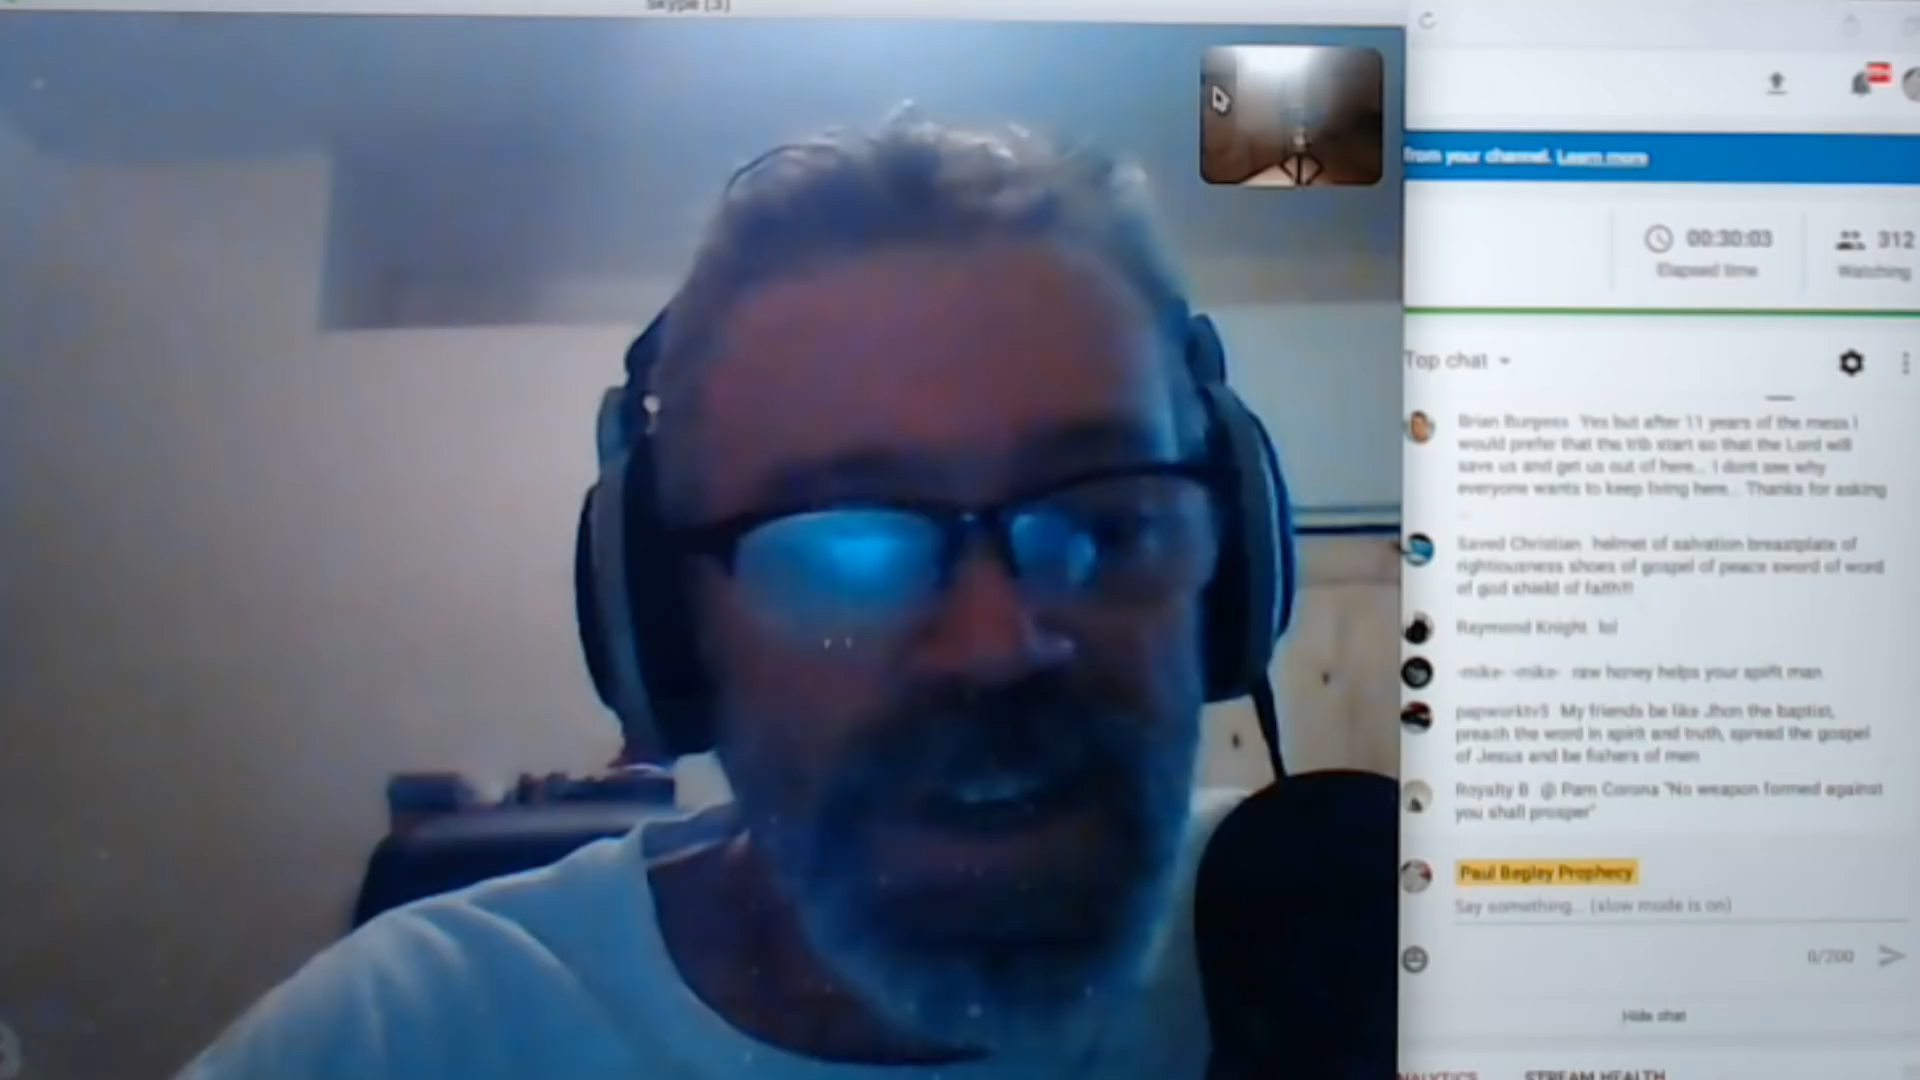 Skype (3)
from your channel. Learn more
00:30:03
Elapsed time
312
Watching
Top chat
Brian Burgess Yes but after 11 years of the mess I
would prefer that the trib start so that the Lord will
save us and get us out of here... I dont see why
everyone wants to keep living here... Thanks for asking
Saved Christian helmet of salvation breastplate of
rightiousness shoes of gospel of peace sword of word
of god shield of faith!!!
Raymond Knight lol
-mike- -mike- raw honey helps your spirit man
papworktv3 My friends be like Jhon the baptist,
preach the word in spirit and truth, spread the gospel
of Jesus and be fishers of men
Royalty B @ Pam Corona "No weapon formed against
you shall prosper"
Paul Begley Prophecy
Say something... (slow mode is on)
0/200
Hide chat
ANALYTICS STREAM HEALTH